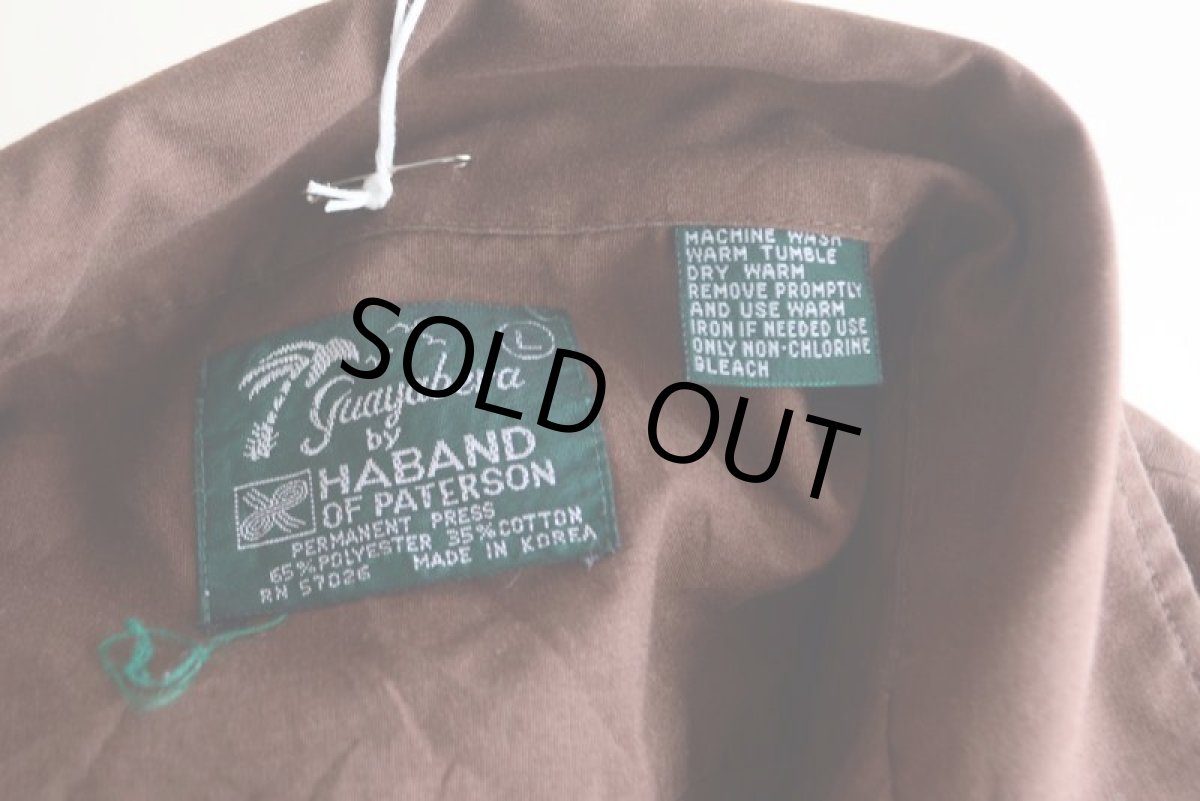 Guayabera
L
by
HABAND
OF PATERSON
PERMANENT PRESS
65% POLYESTER 35% COTTON
RN 57026 MADE IN KOREA
MACHINE WASH
WARM TUMBLE
DRY WARM
REMOVE PROMPTLY
AND USE WARM
IRON IF NEEDED USE
ONLY NON-CHLORINE
BLEACH
SOLD OUT